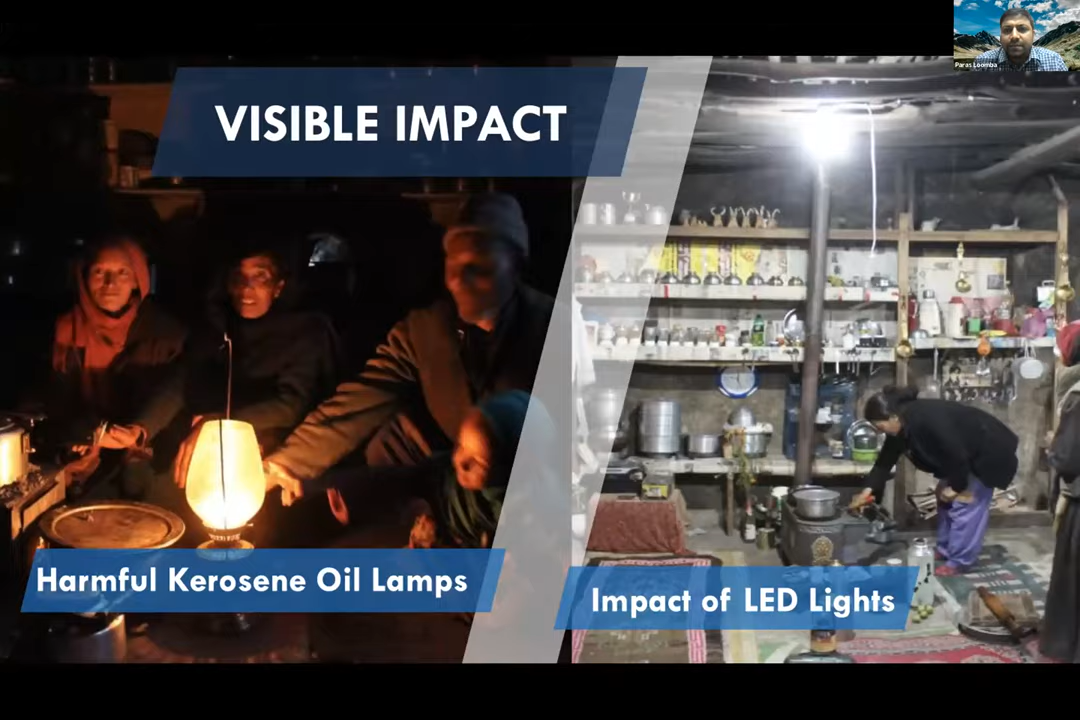 Paras Loomba
VISIBLE IMPACT
Harmful Kerosene Oil Lamps
Impact of LED Lights